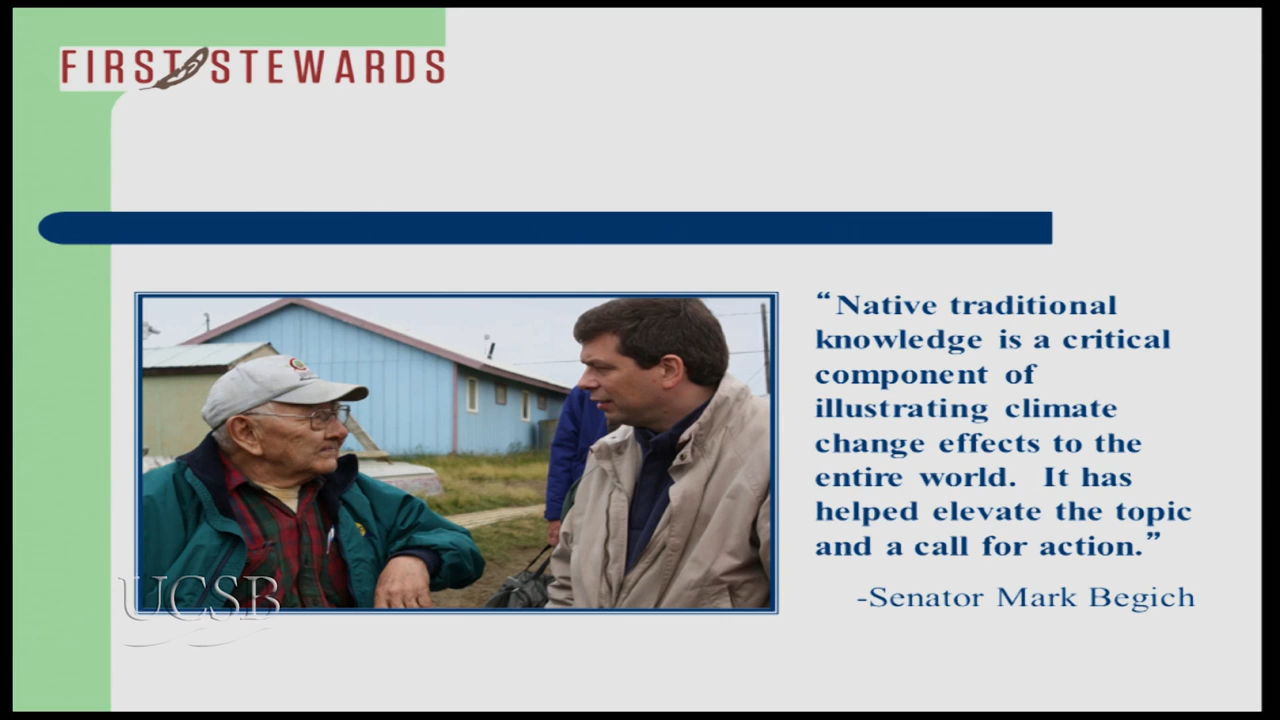 FIRST STEWARDS
“Native traditional
knowledge is a critical
component of
illustrating climate
change effects to the
entire world.  It has
helped elevate the topic
and a call for action.”
-Senator Mark Begich
UCSB